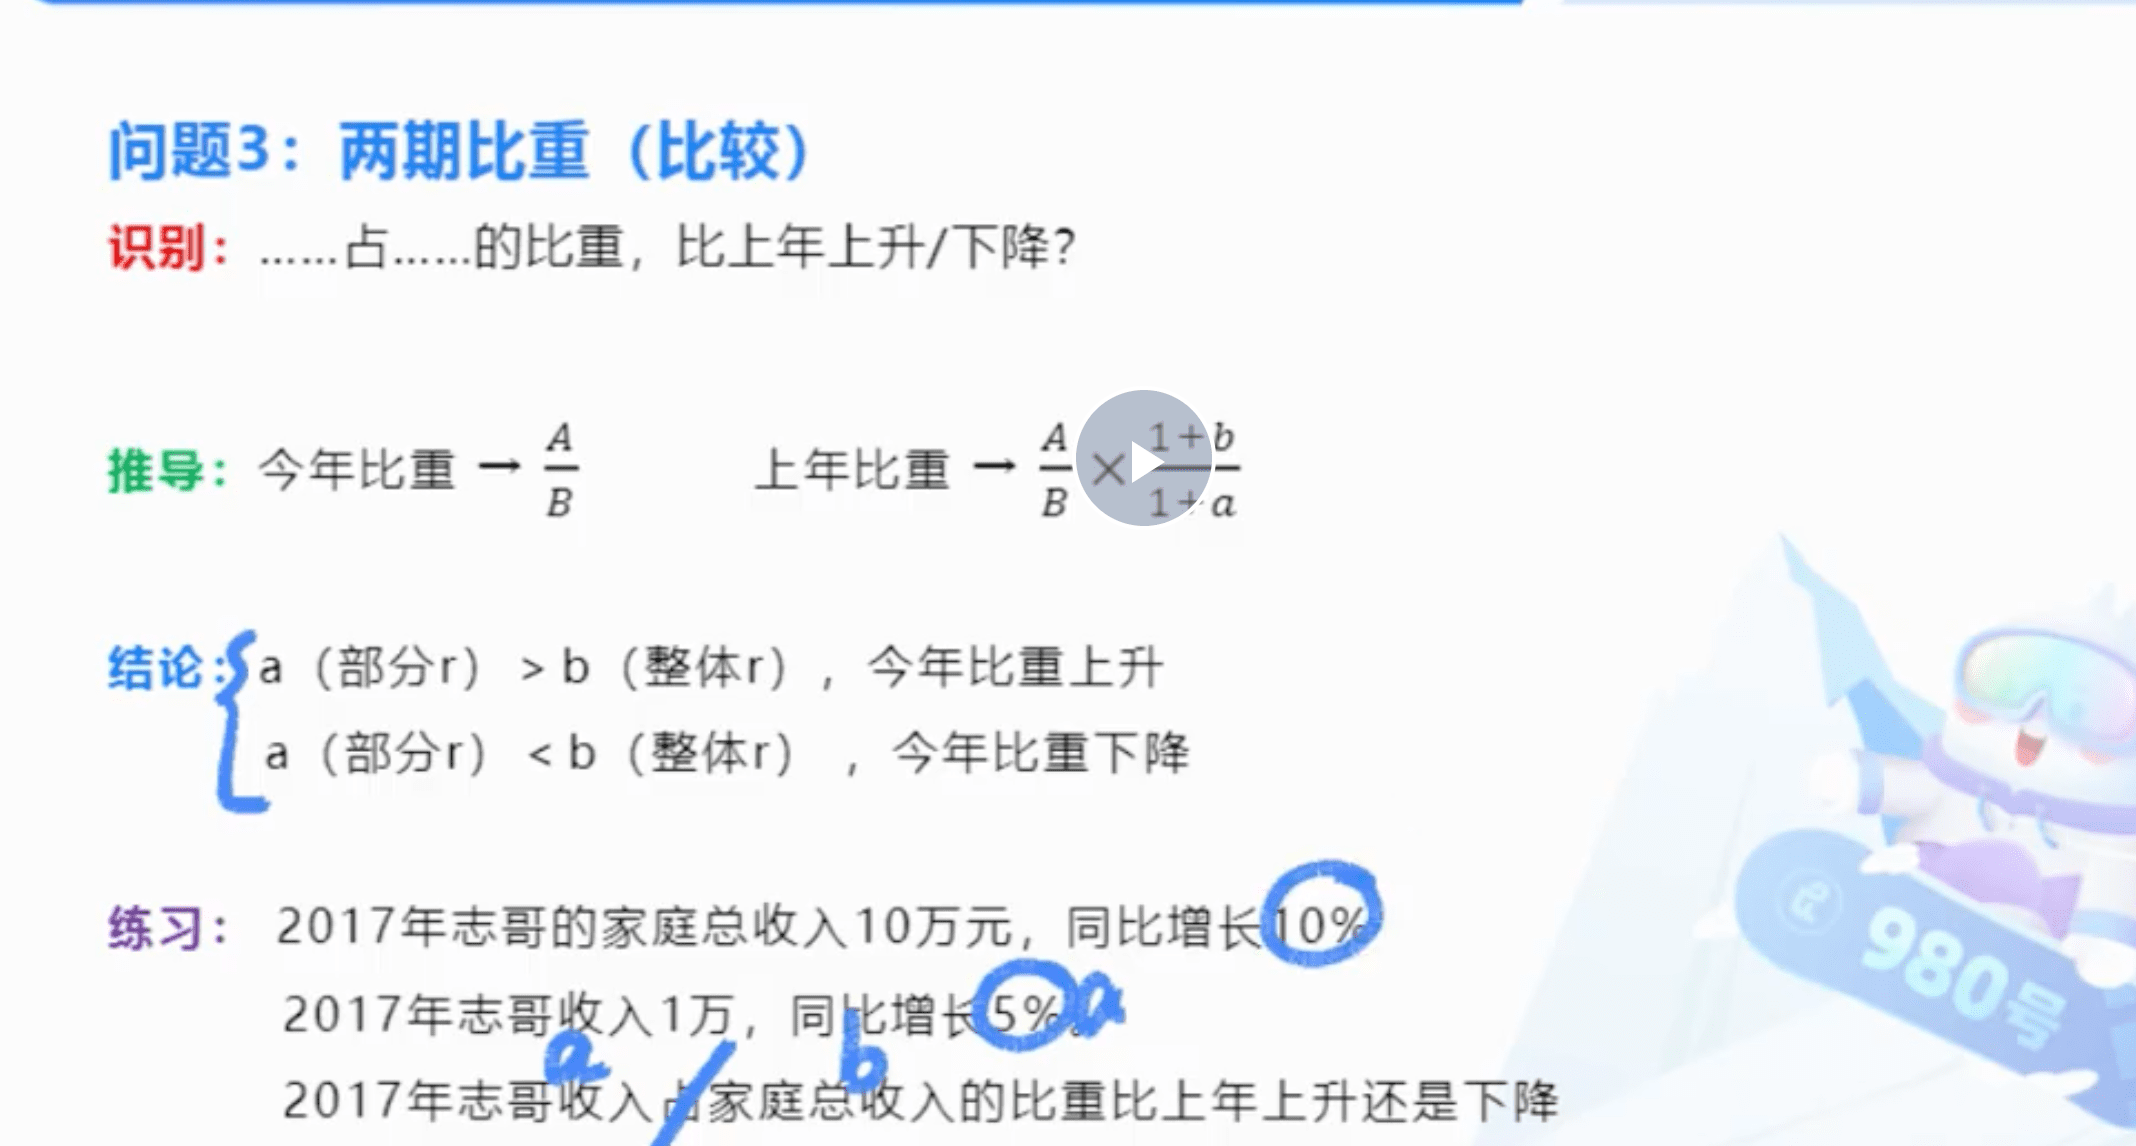 问题3：两期比重（比较）
识别：……占……的比重，比上年上升/下降？
推导：今年比重 → A/B 上年比重 → A/B × 1+b/1+a
结论：a（部分r）> b（整体r），今年比重上升
a（部分r）< b（整体r），今年比重下降
练习：2017年志哥的家庭总收入10万元，同比增长10%
2017年志哥收入1万，同比增长5%。 a
a b
2017年志哥收入占家庭总收入的比重比上年上升还是下降
980号